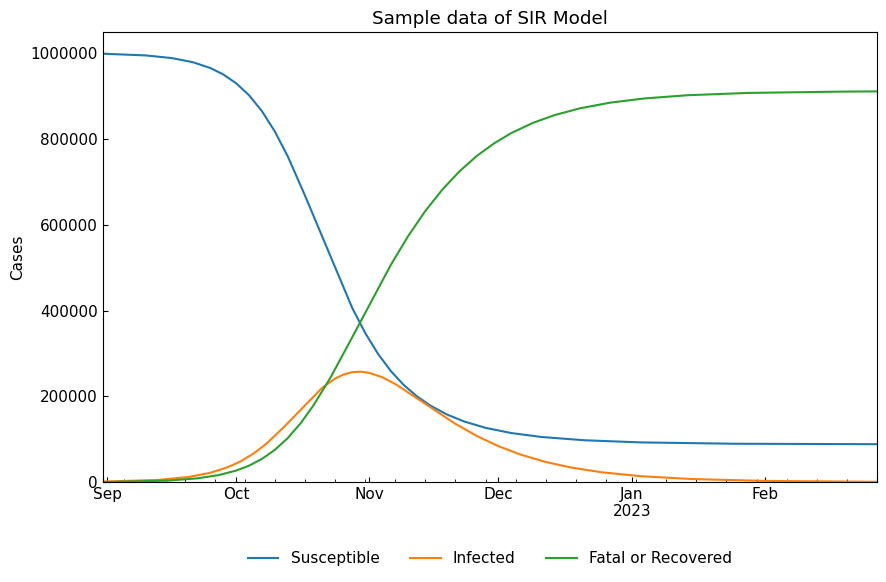 Sample data of SIR Model
Cases
1000000
800000
600000
400000
200000
0
Sep Oct Nov Dec Jan Feb
2023
Susceptible Infected Fatal or Recovered